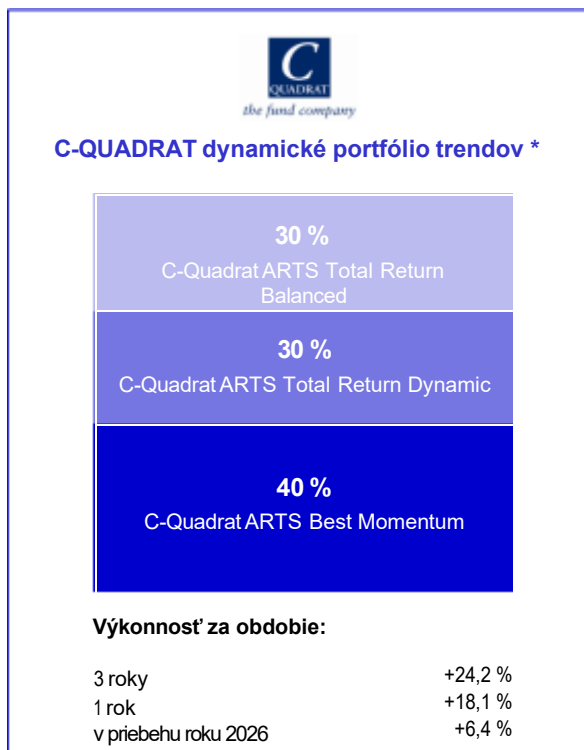 C
QUADRAT
the fund company
C-QUADRAT dynamické portfólio trendov *
30 %
C-Quadrat ARTS Total Return
Balanced
30 %
C-Quadrat ARTS Total Return Dynamic
40 %
C-Quadrat ARTS Best Momentum
Výkonnosť za obdobie:
3 roky +24,2 %
1 rok +18,1 %
v priebehu roku 2026 +6,4 %